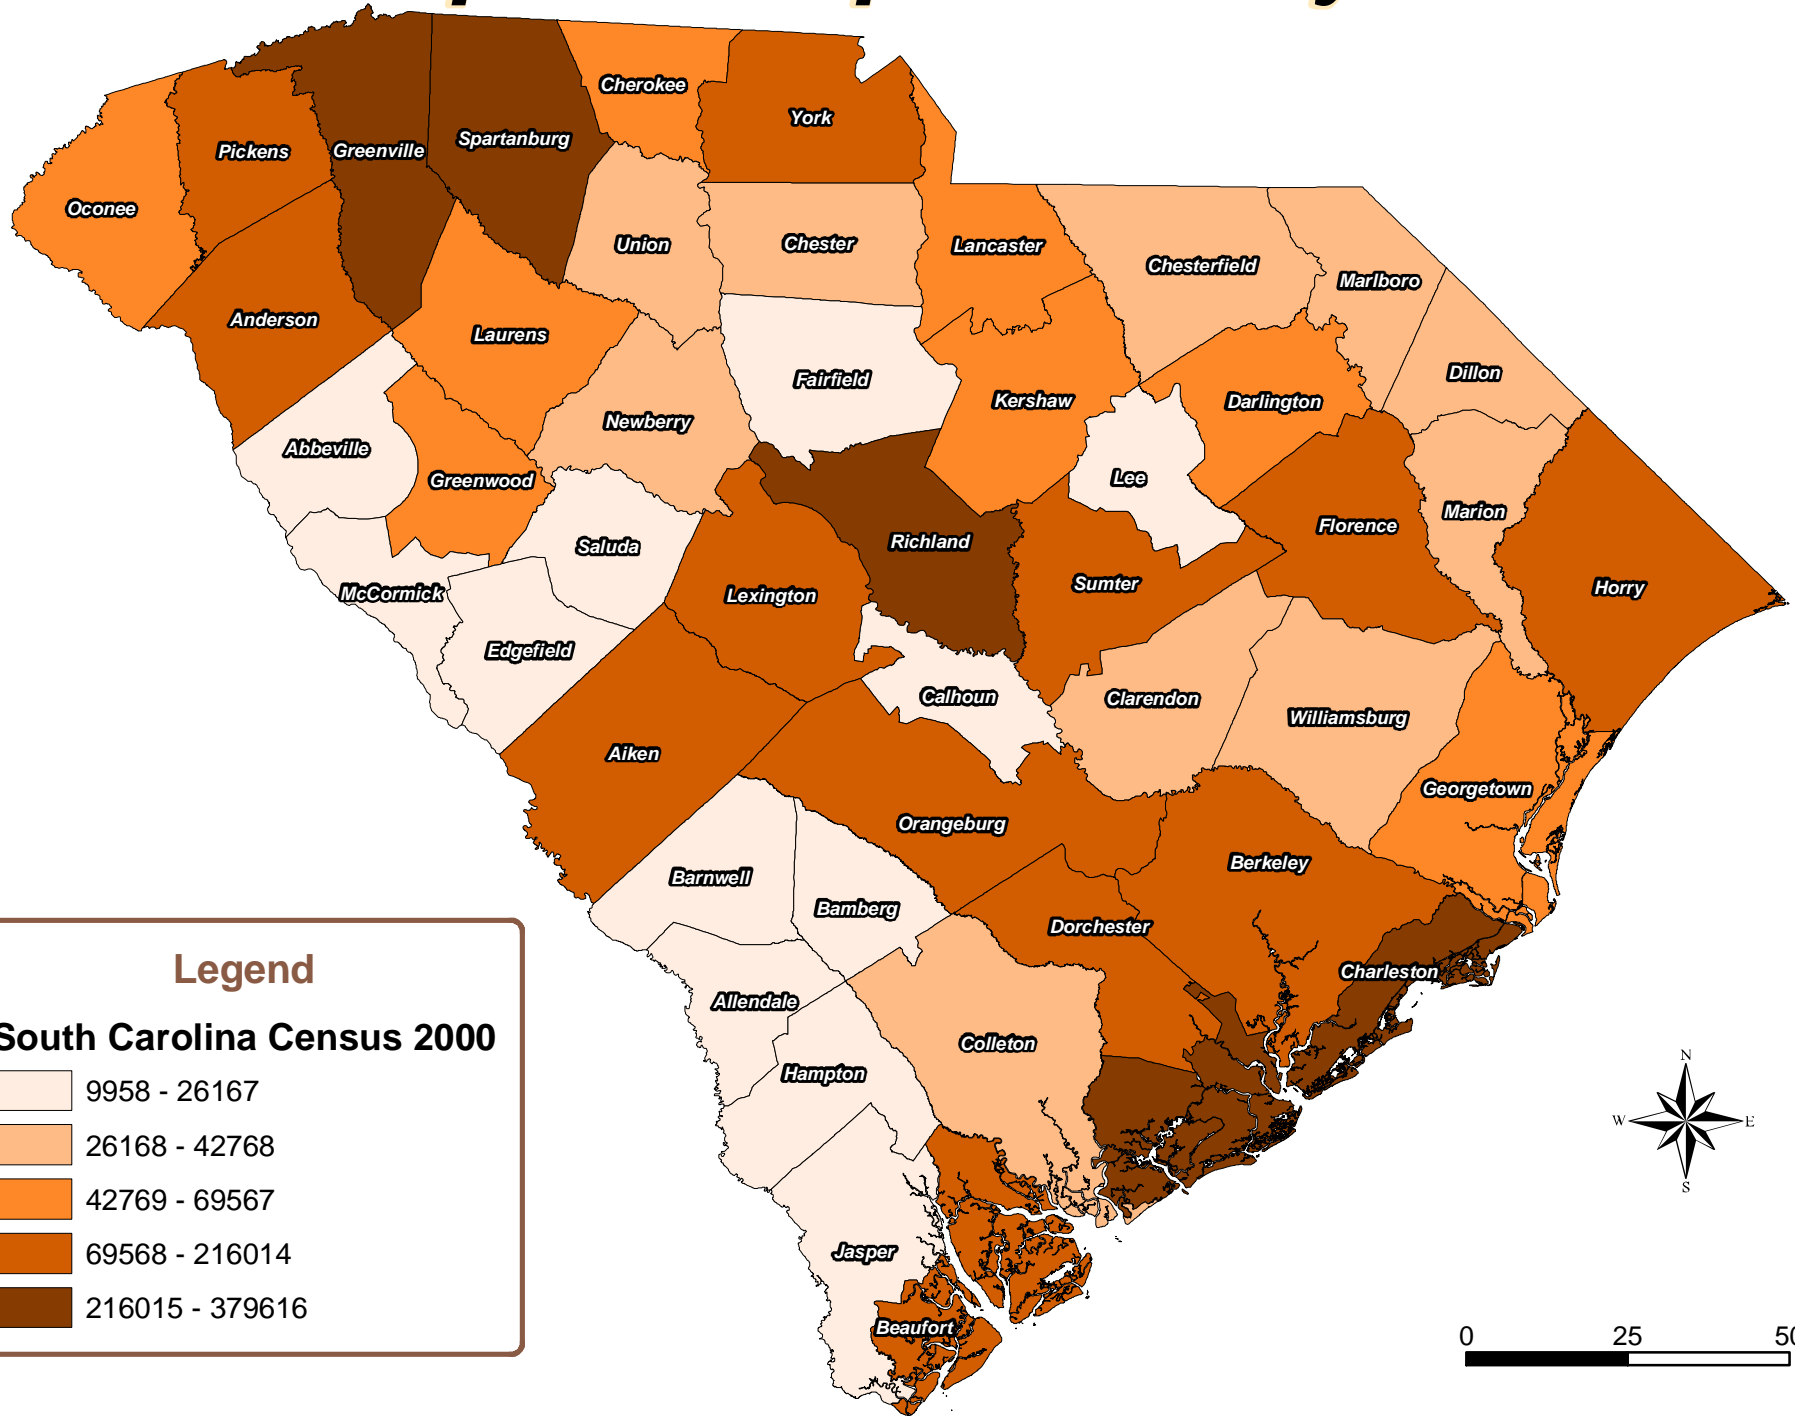 Cherokee
York
Spartanburg
Pickens
Greenville
Oconee
Union
Chester
Lancaster
Chesterfield
Marlboro
Anderson
Laurens
Dillon
Fairfield
Kershaw
Darlington
Newberry
Abbeville
Greenwood
Lee
Marion
Florence
Richland
Saluda
Sumter
Horry
McCormick
Lexington
Edgefield
Calhoun
Clarendon
Williamsburg
Aiken
Georgetown
Orangeburg
Berkeley
Barnwell
Bamberg
Dorchester
Charleston
Allendale
Colleton
Hampton
Jasper
Beaufort
Legend
South Carolina Census 2000
9958 - 26167
26168 - 42768
42769 - 69567
69568 - 216014
216015 - 379616
N
W E
S
0 25 50